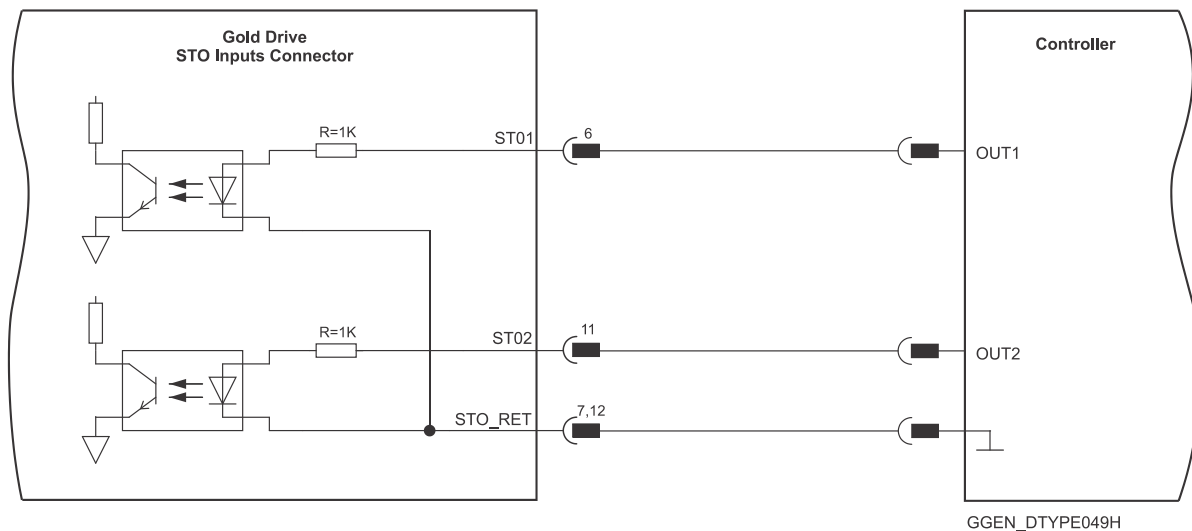 Gold Drive
STO Inputs Connector
Controller
R=1K
ST01
6
OUT1
R=1K
ST02
11
OUT2
STO_RET
7,12
GGEN_DTYPE049H